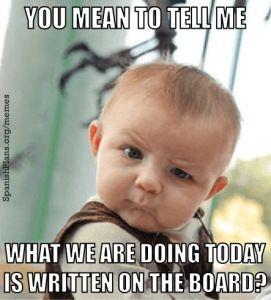 YOU MEAN TO TELL ME
SpanishPlans.org/memes
WHAT WE ARE DOING TODAY
IS WRITTEN ON THE BOARD?